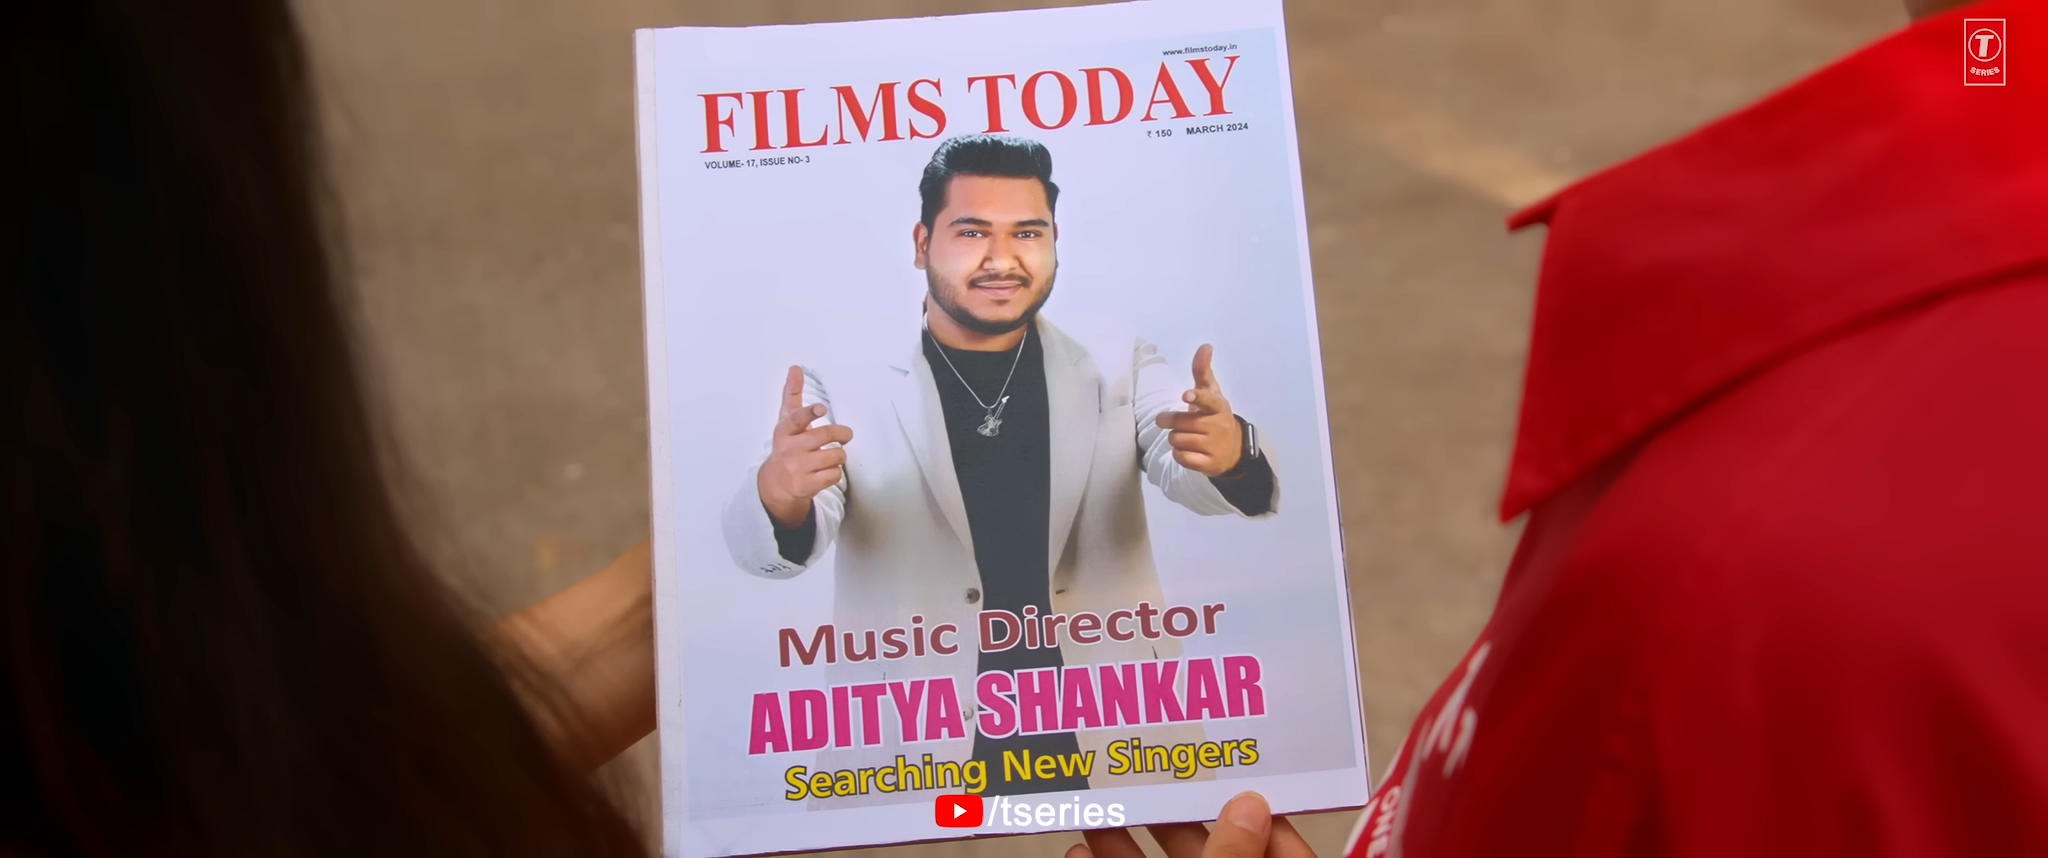 T
SERIES
www.filmstoday.in
FILMS TODAY
₹ 150 MARCH 2024
VOLUME- 17, ISSUE NO- 3
Music Director
ADITYA SHANKAR
Searching New Singers
/tseries
ONE